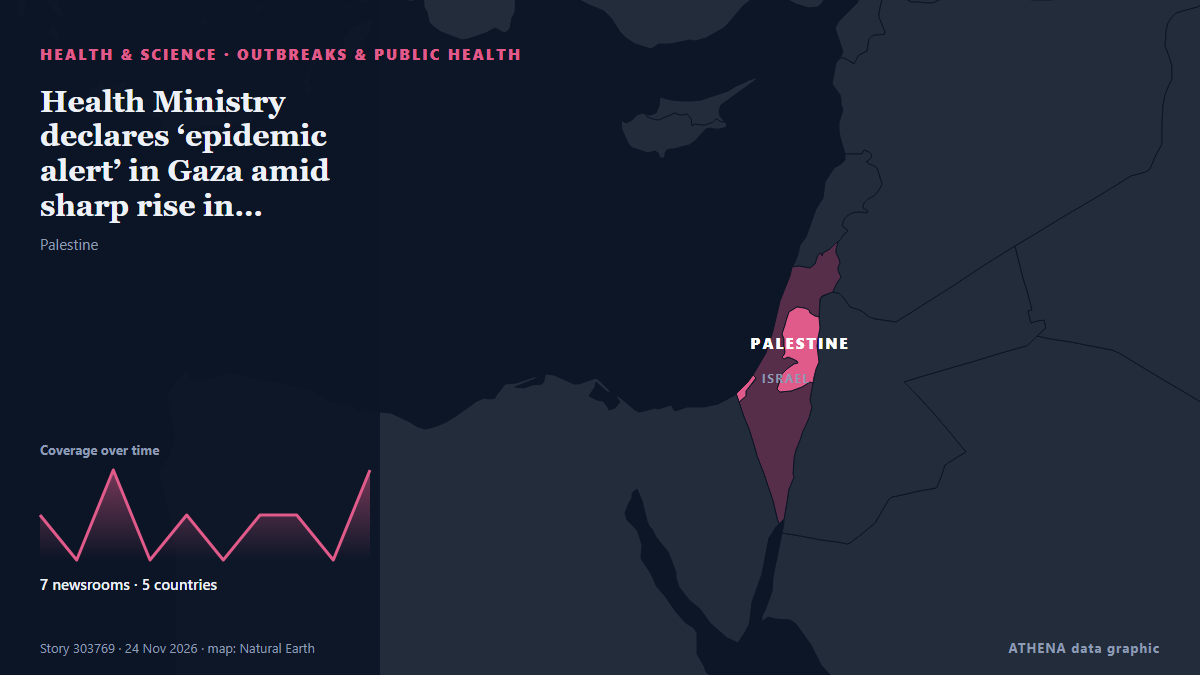 HEALTH & SCIENCE · OUTBREAKS & PUBLIC HEALTH
Health Ministry
declares ‘epidemic
alert’ in Gaza amid
sharp rise in...
Palestine
PALESTINE
ISRAEL
Coverage over time
7 newsrooms · 5 countries
Story 303769 · 24 Nov 2026 · map: Natural Earth
ATHENA data graphic